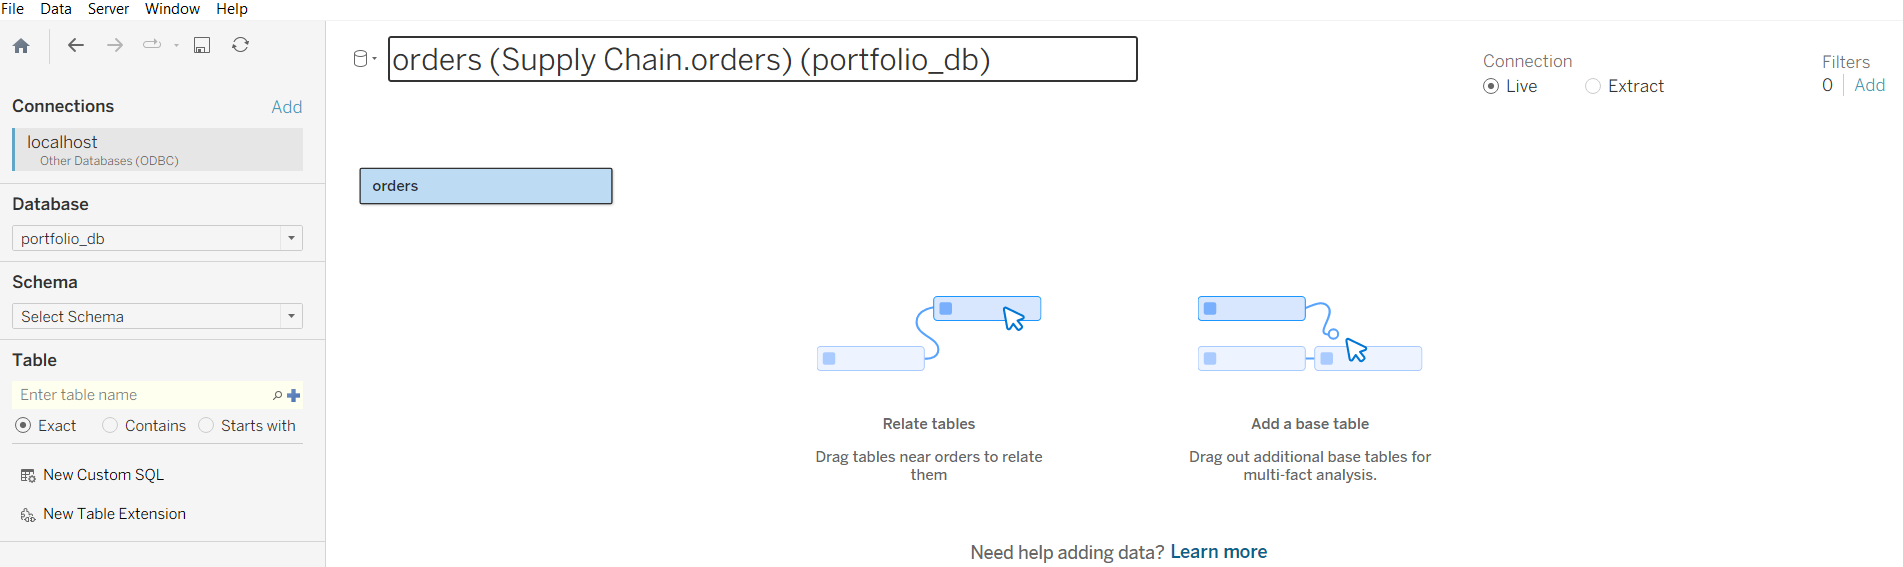 File Data Server Window Help
orders (Supply Chain.orders) (portfolio_db)
Connection
Live Extract
Filters
0 Add
Connections Add
localhost
Other Databases (ODBC)
Database
portfolio_db
Schema
Select Schema
Table
Enter table name
Exact Contains Starts with
New Custom SQL
New Table Extension
orders
Relate tables
Drag tables near orders to relate
them
Add a base table
Drag out additional base tables for
multi-fact analysis.
Need help adding data? Learn more